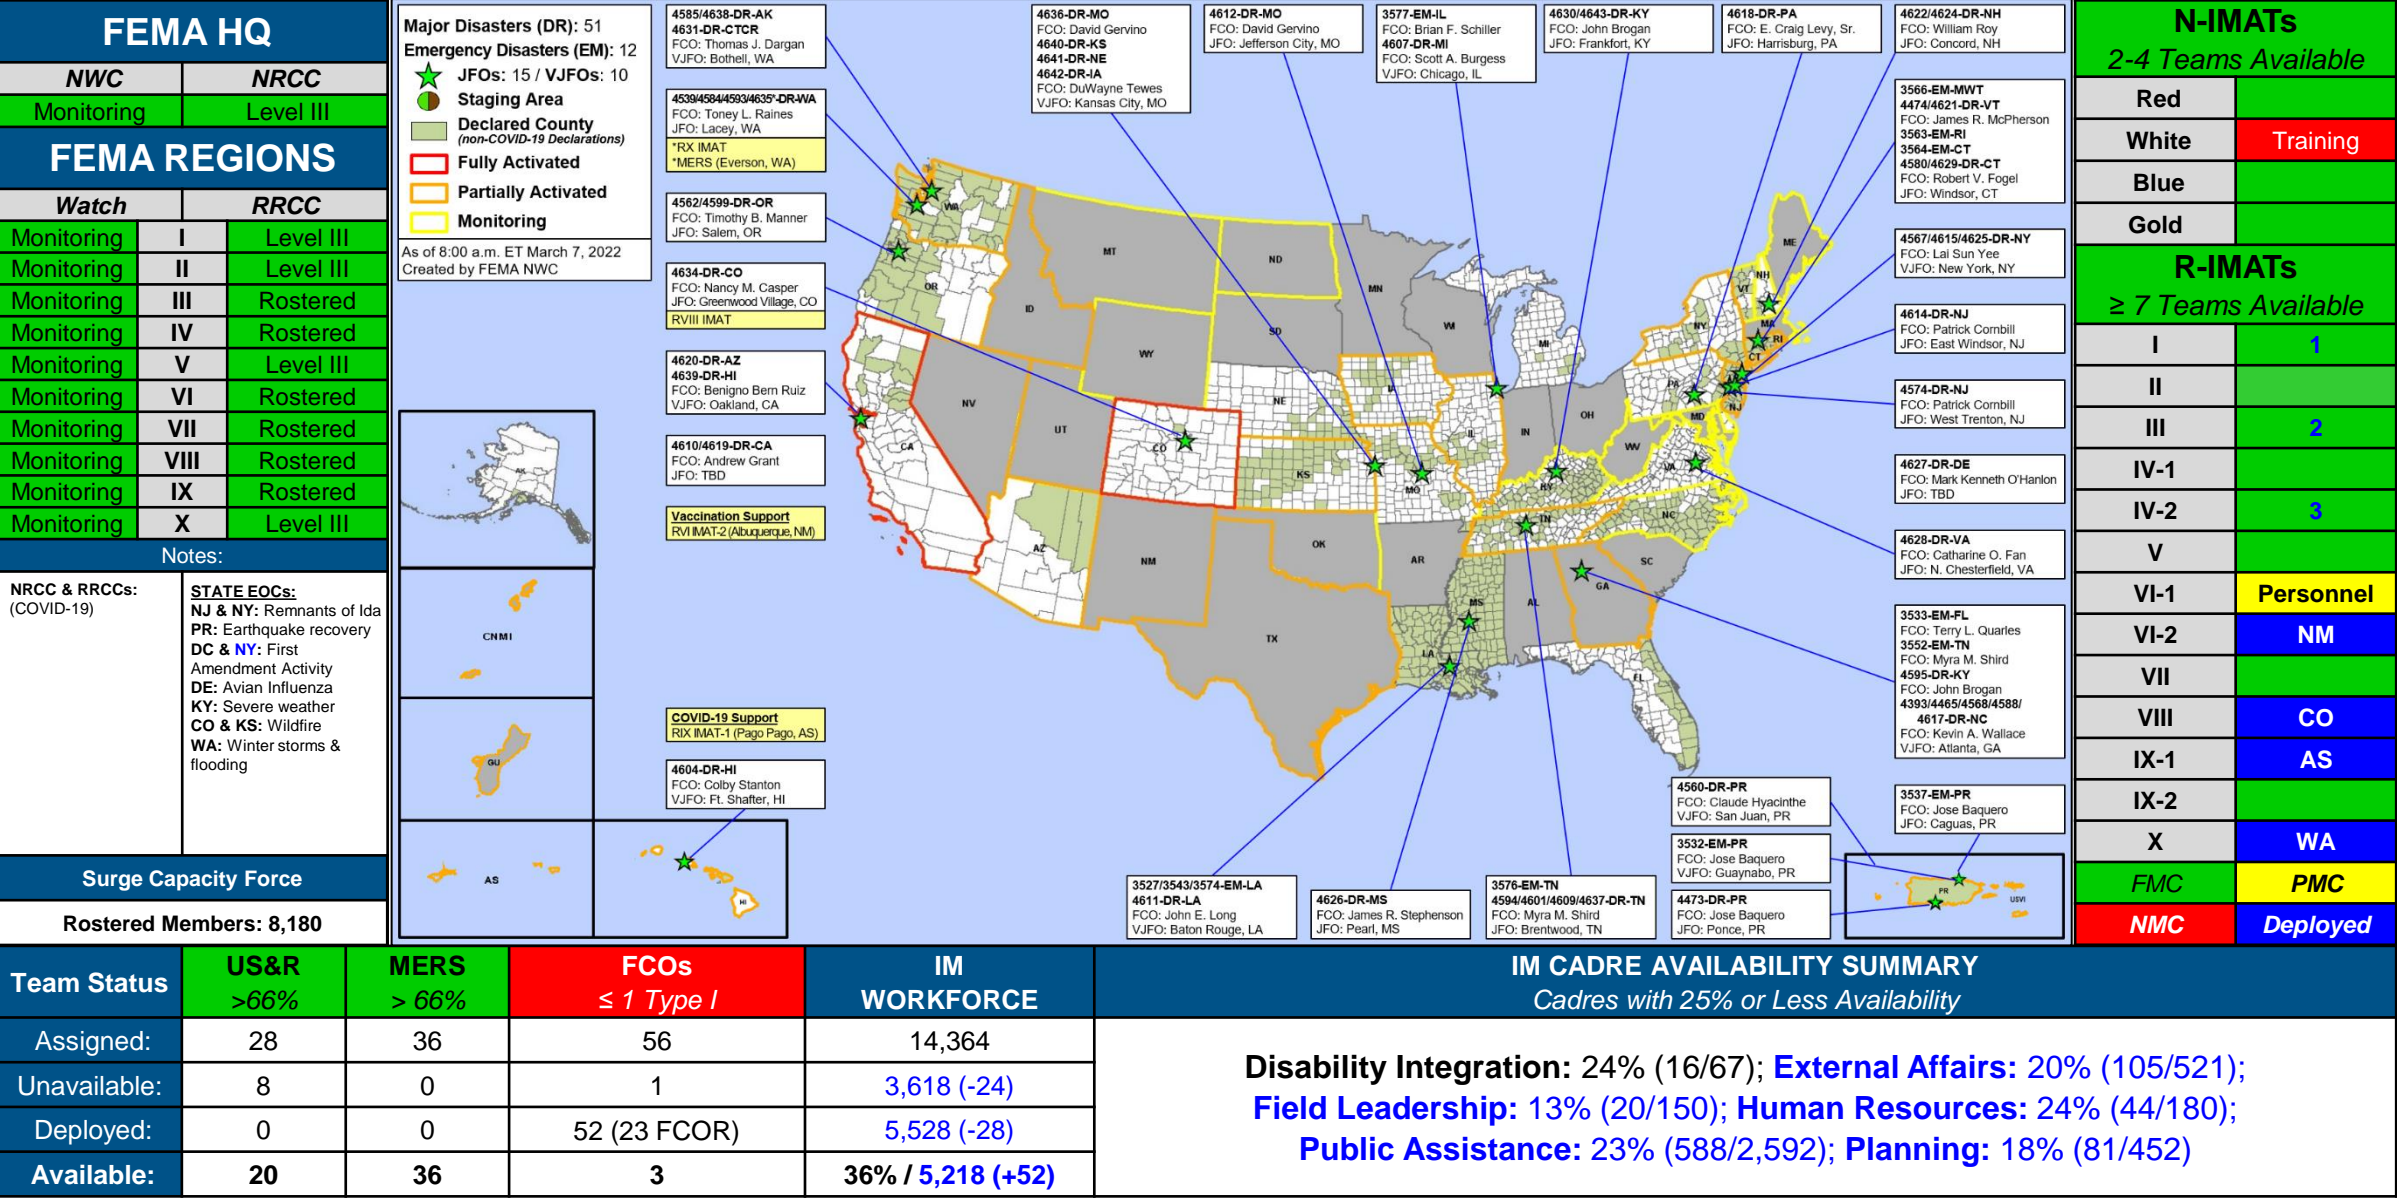 FEMA HQ
NWC NRCC
Monitoring Level III
FEMA REGIONS
Watch RRCC
Monitoring I Level III
Monitoring II Level III
Monitoring III Rostered
Monitoring IV Rostered
Monitoring V Level III
Monitoring VI Rostered
Monitoring VII Rostered
Monitoring VIII Rostered
Monitoring IX Rostered
Monitoring X Level III
Notes:
NRCC & RRCCs:
(COVID-19)
STATE EOCs:
NJ & NY: Remnants of Ida
PR: Earthquake recovery
DC & NY: First
Amendment Activity
DE: Avian Influenza
KY: Severe weather
CO & KS: Wildfire
WA: Winter storms &
flooding
Surge Capacity Force
Rostered Members: 8,180
Major Disasters (DR): 51
Emergency Disasters (EM): 12
JFOs: 15 / VJFOs: 10
Staging Area
Declared County
(non-COVID-19 Declarations)
Fully Activated
Partially Activated
Monitoring
As of 8:00 a.m. ET March 7, 2022
Created by FEMA NWC
4585/4638-DR-AK
4631-DR-CTCR
FCO: Thomas J. Dargan
VJFO: Bothell, WA
4539/4584/4593/4635*-DR-WA
FCO: Toney L. Raines
JFO: Lacey, WA
*RX IMAT
*MERS (Everson, WA)
4562/4599-DR-OR
FCO: Timothy B. Manner
JFO: Salem, OR
4634-DR-CO
FCO: Nancy M. Casper
JFO: Greenwood Village, CO
RVIII IMAT
4620-DR-AZ
4639-DR-HI
FCO: Benigno Bern Ruiz
VJFO: Oakland, CA
4610/4619-DR-CA
FCO: Andrew Grant
JFO: TBD
Vaccination Support
RVI IMAT-2 (Albuquerque, NM)
COVID-19 Support
RIX IMAT-1 (Pago Pago, AS)
4604-DR-HI
FCO: Colby Stanton
VJFO: Ft. Shafter, HI
4636-DR-MO
FCO: David Gervino
4640-DR-KS
4641-DR-NE
4642-DR-IA
FCO: DuWayne Tewes
VJFO: Kansas City, MO
4612-DR-MO
FCO: David Gervino
JFO: Jefferson City, MO
3577-EM-IL
FCO: Brian F. Schiller
4607-DR-MI
FCO: Scott A. Burgess
VJFO: Chicago, IL
4630/4643-DR-KY
FCO: John Brogan
JFO: Frankfort, KY
4618-DR-PA
FCO: E. Craig Levy, Sr.
JFO: Harrisburg, PA
4622/4624-DR-NH
FCO: William Roy
JFO: Concord, NH
3566-EM-MWT
4474/4621-DR-VT
FCO: James R. McPherson
3563-EM-RI
3564-EM-CT
4580/4629-DR-CT
FCO: Robert V. Fogel
JFO: Windsor, CT
4567/4615/4625-DR-NY
FCO: Lai Sun Yee
VJFO: New York, NY
4614-DR-NJ
FCO: Patrick Cornbill
JFO: East Windsor, NJ
4574-DR-NJ
FCO: Patrick Cornbill
JFO: West Trenton, NJ
4627-DR-DE
FCO: Mark Kenneth O'Hanlon
JFO: TBD
4628-DR-VA
FCO: Catharine O. Fan
JFO: N. Chesterfield, VA
3533-EM-FL
FCO: Terry L. Quarles
3552-EM-TN
FCO: Myra M. Shird
4595-DR-KY
FCO: John Brogan
4393/4465/4568/4588/
4617-DR-NC
FCO: Kevin A. Wallace
VJFO: Atlanta, GA
4560-DR-PR
FCO: Claude Hyacinthe
VJFO: San Juan, PR
3537-EM-PR
FCO: Jose Baquero
JFO: Caguas, PR
3532-EM-PR
FCO: Jose Baquero
VJFO: Guaynabo, PR
4473-DR-PR
FCO: Jose Baquero
JFO: Ponce, PR
3527/3543/3574-EM-LA
4611-DR-LA
FCO: John E. Long
VJFO: Baton Rouge, LA
4626-DR-MS
FCO: James R. Stephenson
JFO: Pearl, MS
3576-EM-TN
4594/4601/4609/4637-DR-TN
FCO: Myra M. Shird
JFO: Brentwood, TN
WA
MT
ND
MN
ME
OR
ID
SD
WI
MI
NH
VT
NY
MA
RI
CT
WY
IA
NE
PA
NJ
NV
UT
CO
IL
IN
OH
MD
WV
VA
CA
KS
MO
KY
AZ
NM
OK
AR
TN
NC
SC
TX
LA
MS
AL
GA
FL
AK
CNMI
GU
AS
HI
PR
USVI
N-IMATs
2-4 Teams Available
Red
White Training
Blue
Gold
R-IMATs
≥ 7 Teams Available
I 1
II
III 2
IV-1
IV-2 3
V
VI-1 Personnel
VI-2 NM
VII
VIII CO
IX-1 AS
IX-2
X WA
FMC PMC
NMC Deployed
Team Status US&R >66% MERS > 66% FCOs ≤ 1 Type I IM WORKFORCE
Assigned: 28 36 56 14,364
Unavailable: 8 0 1 3,618 (-24)
Deployed: 0 0 52 (23 FCOR) 5,528 (-28)
Available: 20 36 3 36% / 5,218 (+52)
IM CADRE AVAILABILITY SUMMARY
Cadres with 25% or Less Availability
Disability Integration: 24% (16/67); External Affairs: 20% (105/521);
Field Leadership: 13% (20/150); Human Resources: 24% (44/180);
Public Assistance: 23% (588/2,592); Planning: 18% (81/452)